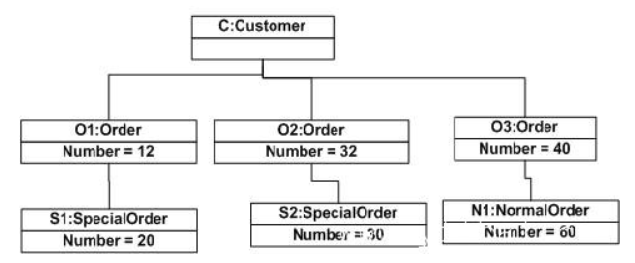 C:Customer
O1:Order
Number = 12
O2:Order
Number = 32
O3:Order
Number = 40
S1:SpecialOrder
Number = 20
S2:SpecialOrder
Number = 30
N1:NormalOrder
Number = 60